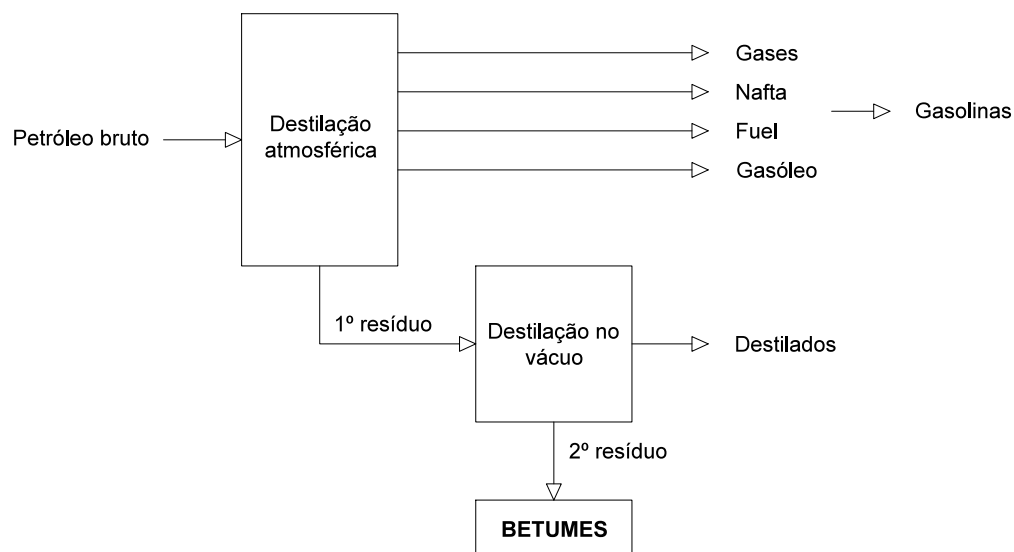 Gases
Nafta
Fuel
Gasóleo
Gasolinas
Petróleo bruto
Destilação
atmosférica
1º resíduo
Destilação no
vácuo
Destilados
2º resíduo
BETUMES